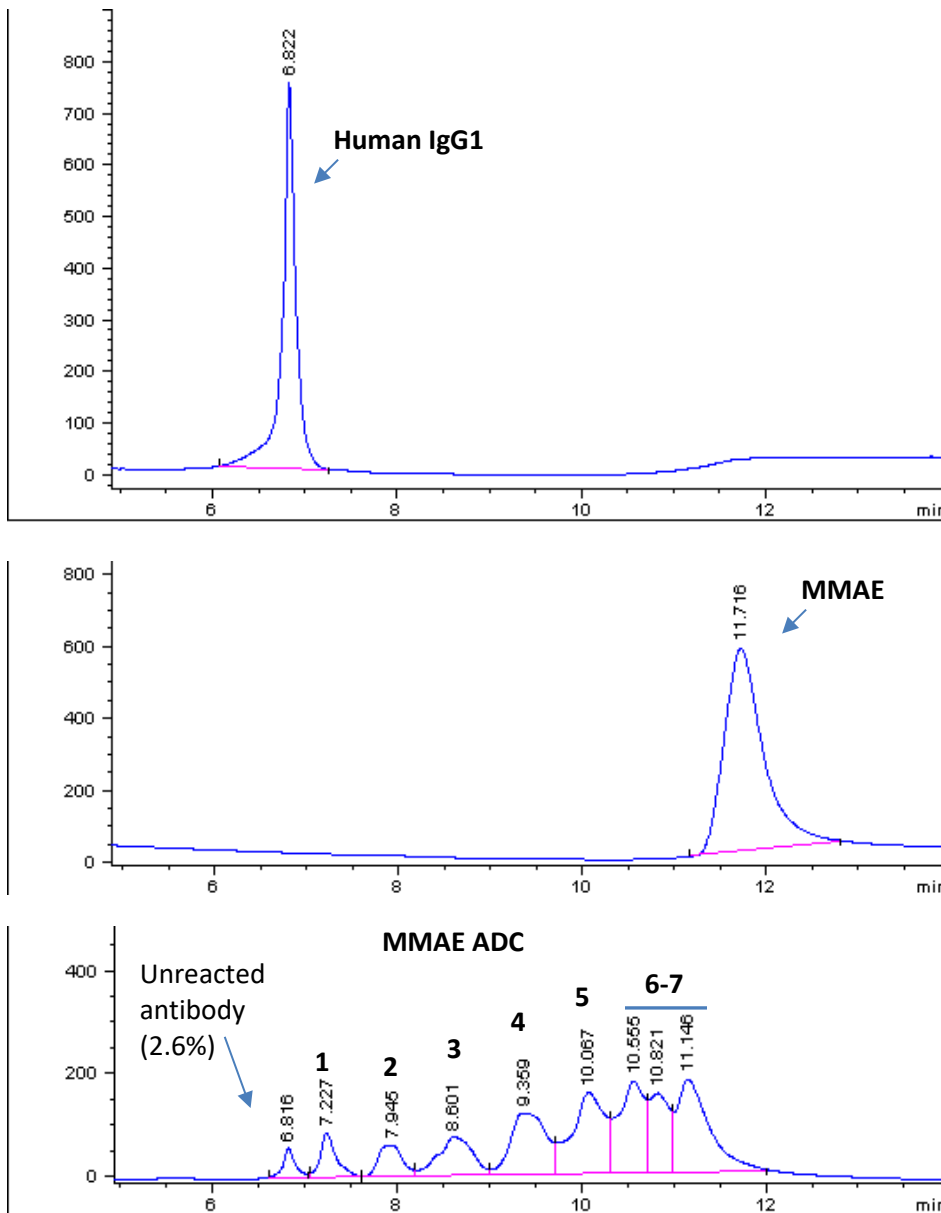 6.822
800
700
600
500
400
300
200
100
0
Human IgG1
6 8 10 12 min
800
600
400
200
0
11.716
MMAE
6 8 10 12 min
MMAE ADC
400
200
0
Unreacted
antibody
(2.6%)
1 2 3 4 5 6-7
6.816 7.227 7.945 8.601 9.359 10.067 10.555 10.821 11.146
6 8 10 12 min